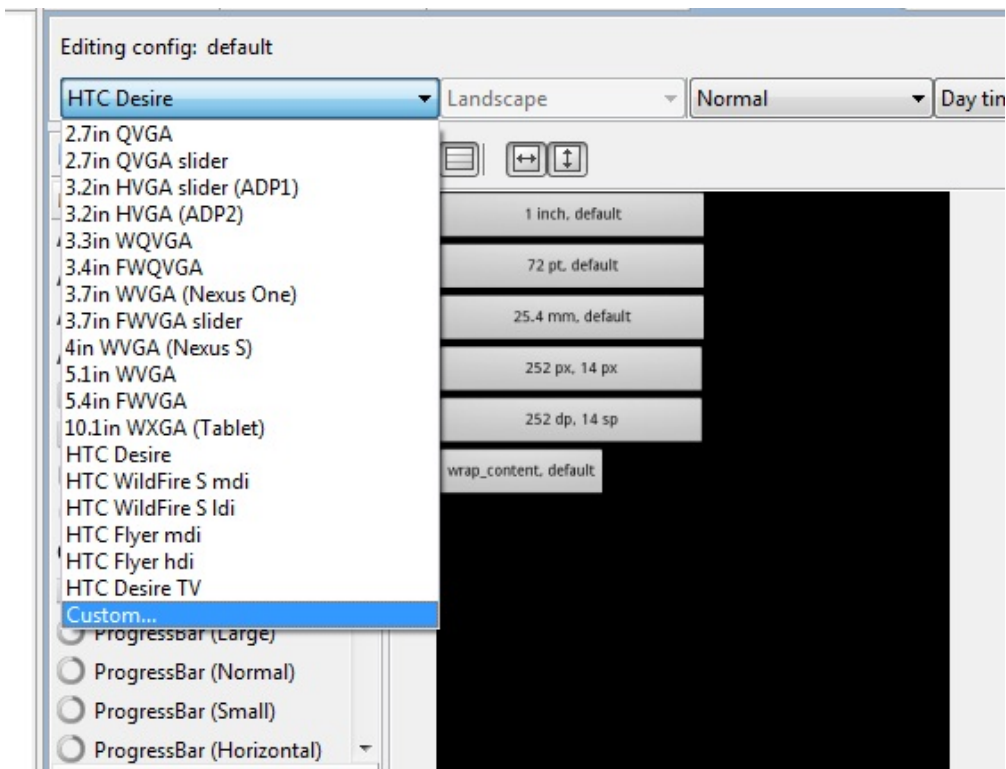 Editing config: default
HTC Desire
Landscape
Normal
Day tin
2.7in QVGA
2.7in QVGA slider
3.2in HVGA slider (ADP1)
3.2in HVGA (ADP2)
3.3in WQVGA
3.4in FWQVGA
3.7in WVGA (Nexus One)
3.7in FWVGA slider
4in WVGA (Nexus S)
5.1in WVGA
5.4in FWVGA
10.1in WXGA (Tablet)
HTC Desire
HTC WildFire S mdi
HTC WildFire S ldi
HTC Flyer mdi
HTC Flyer hdi
HTC Desire TV
Custom...
ProgressBar (Large)
ProgressBar (Normal)
ProgressBar (Small)
ProgressBar (Horizontal)
1 inch, default
72 pt, default
25.4 mm, default
252 px, 14 px
252 dp, 14 sp
wrap_content, default